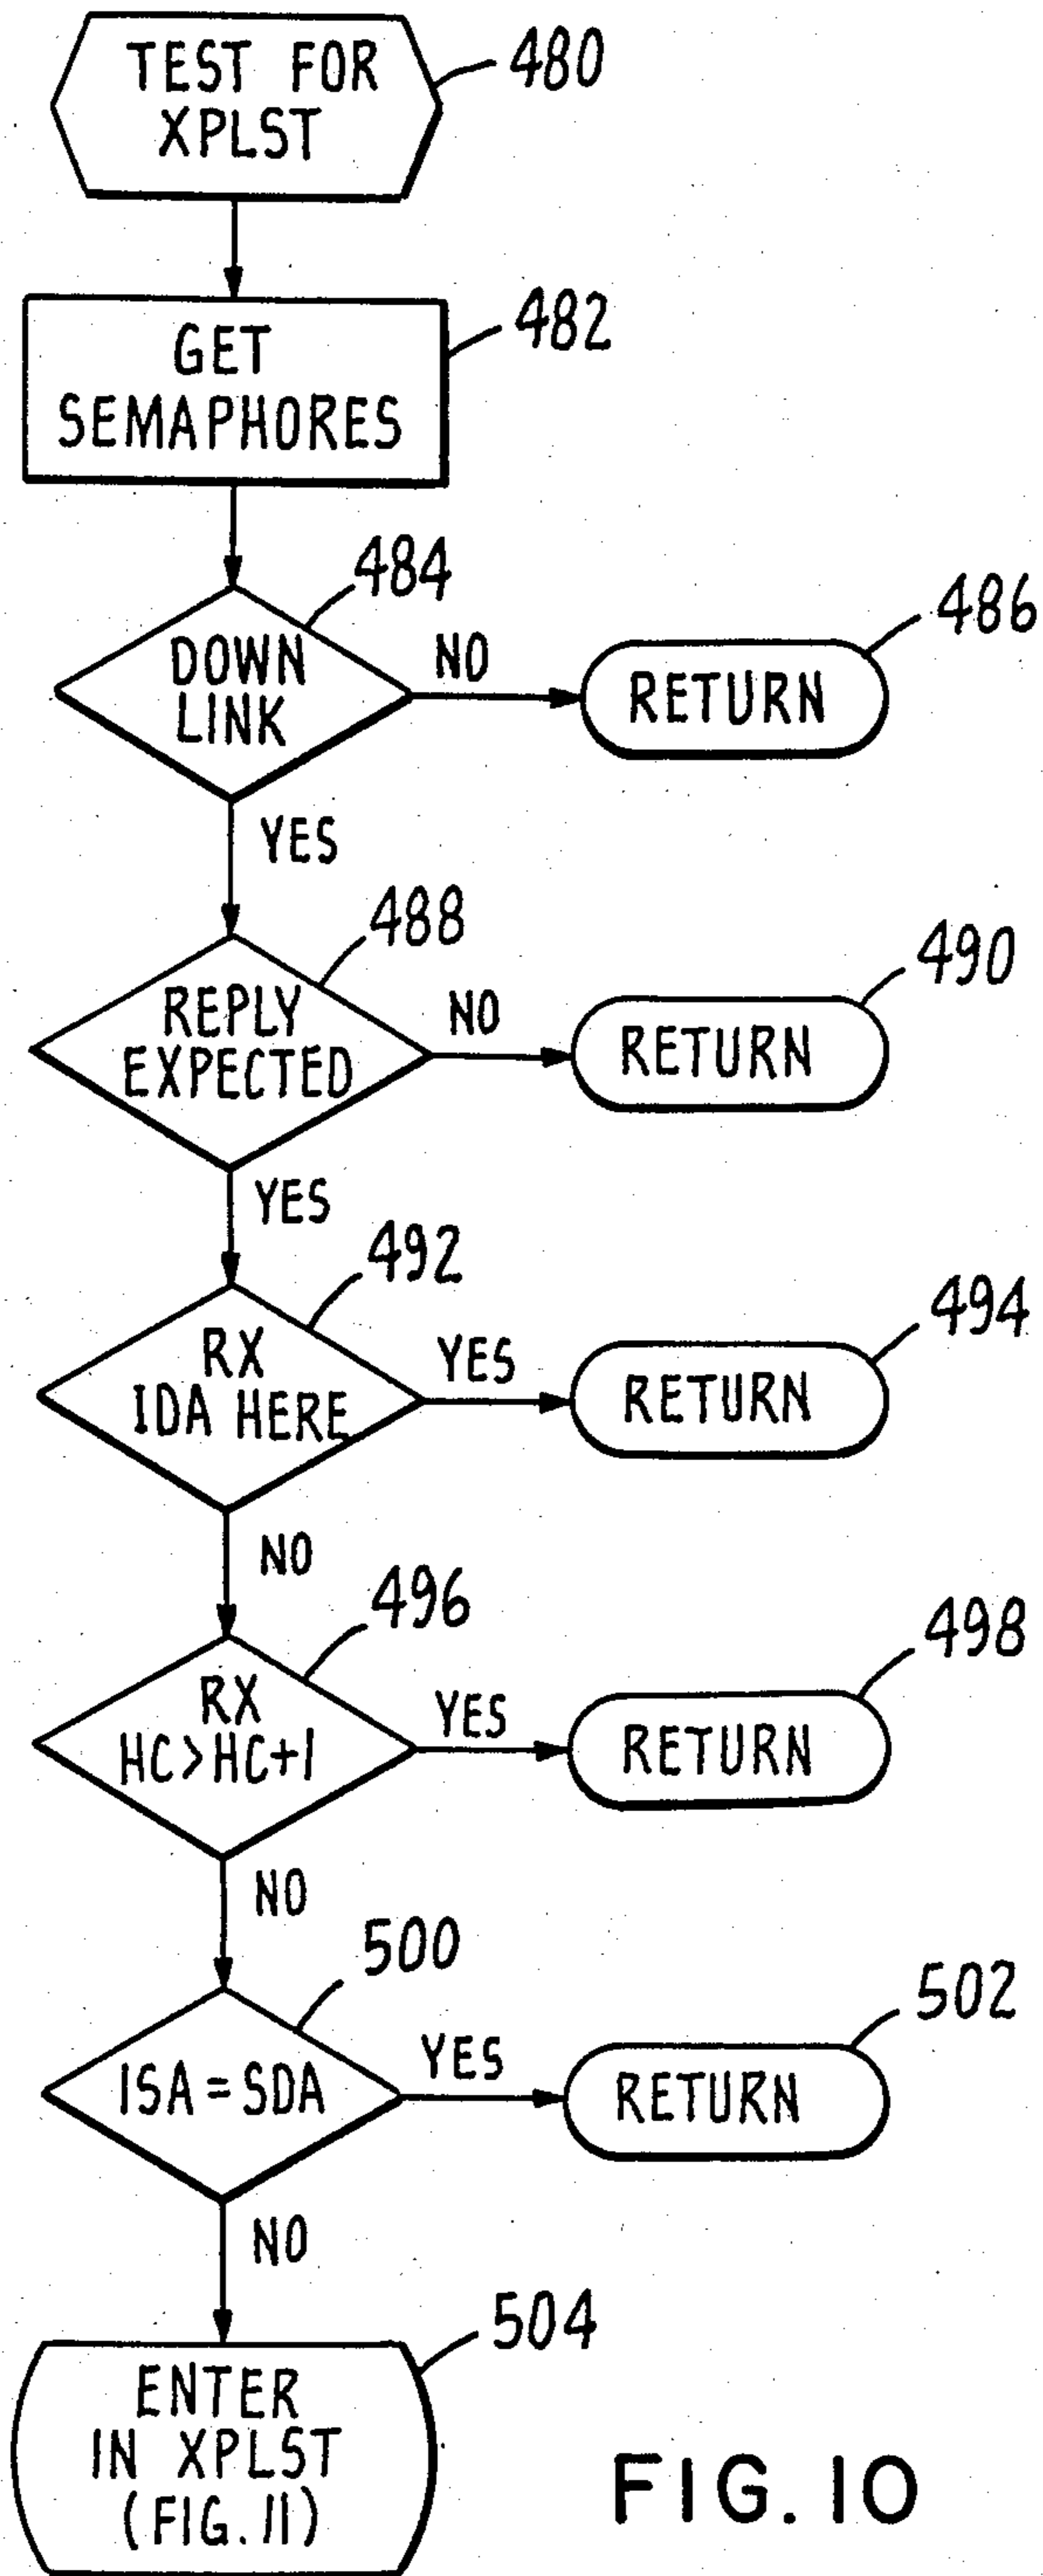 TEST FOR
XPLST
480
GET
SEMAPHORES
482
484
DOWN
LINK
NO
RETURN
486
YES
488
REPLY
EXPECTED
NO
RETURN
490
YES
492
RX
IDA HERE
YES
RETURN
494
NO
496
RX
HC>HC+1
YES
RETURN
498
NO
500
ISA=SDA
YES
RETURN
502
NO
504
ENTER
IN XPLST
(FIG. 11)
FIG. 10